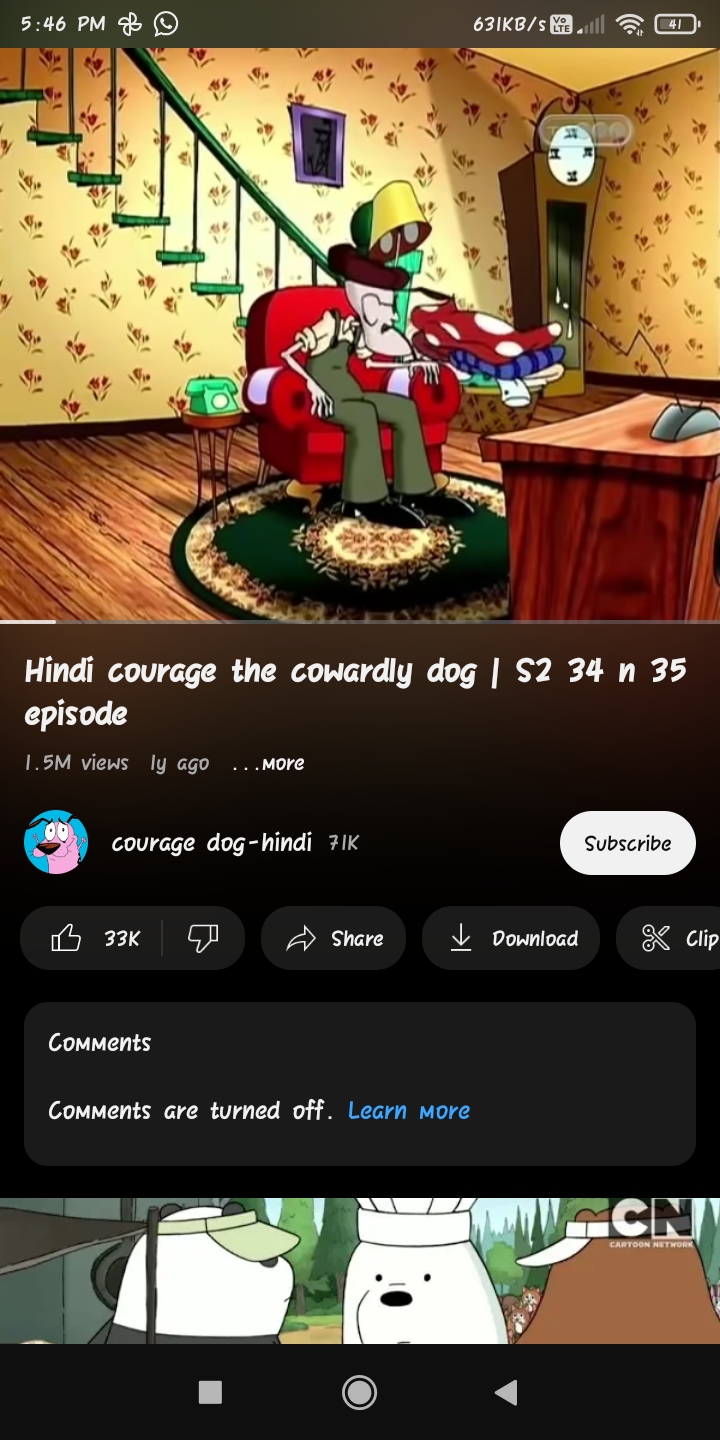 5:46 PM
631KB/s Vo LTE 41
Hindi courage the cowardly dog | S2 34 n 35
episode
1.5M views 1y ago ...more
courage dog-hindi 71K
Subscribe
33K
Share
Download
Clip
Comments
Comments are turned off. Learn more
CN
CARTOON NETWORK